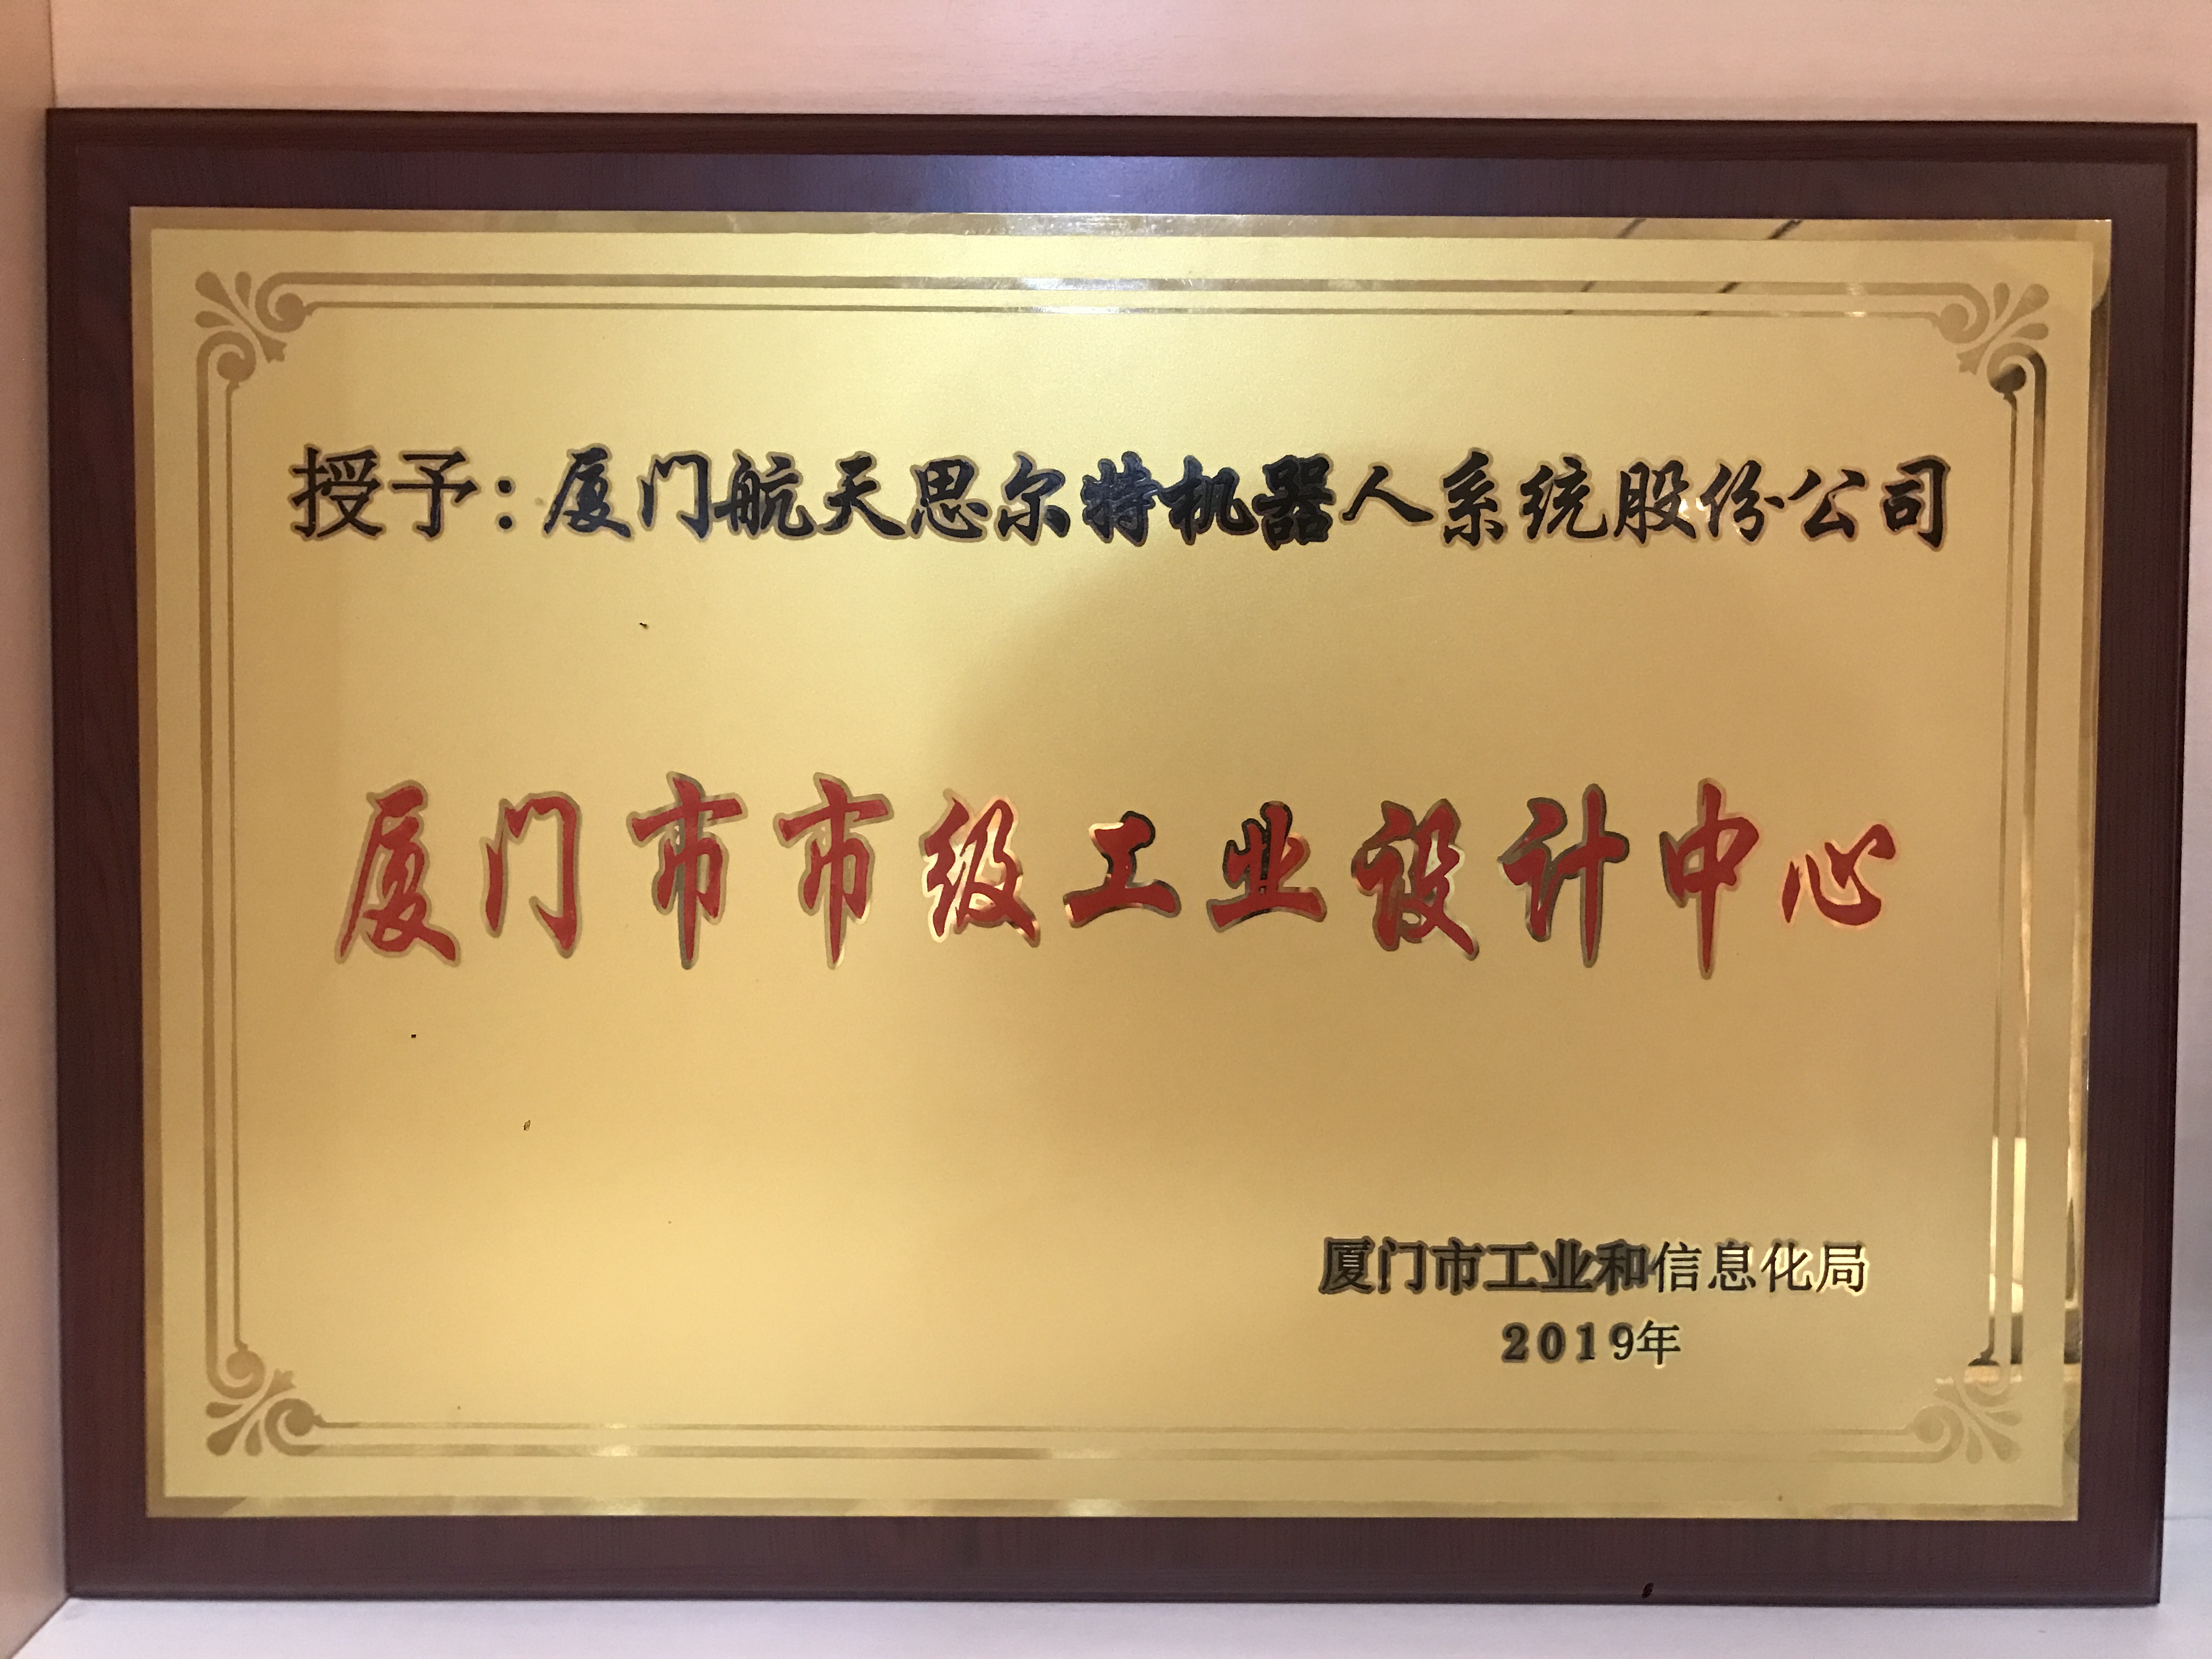 授予：厦门航天思尔特机器人系统股份公司
厦门市市级工业设计中心
厦门市工业和信息化局
2019年